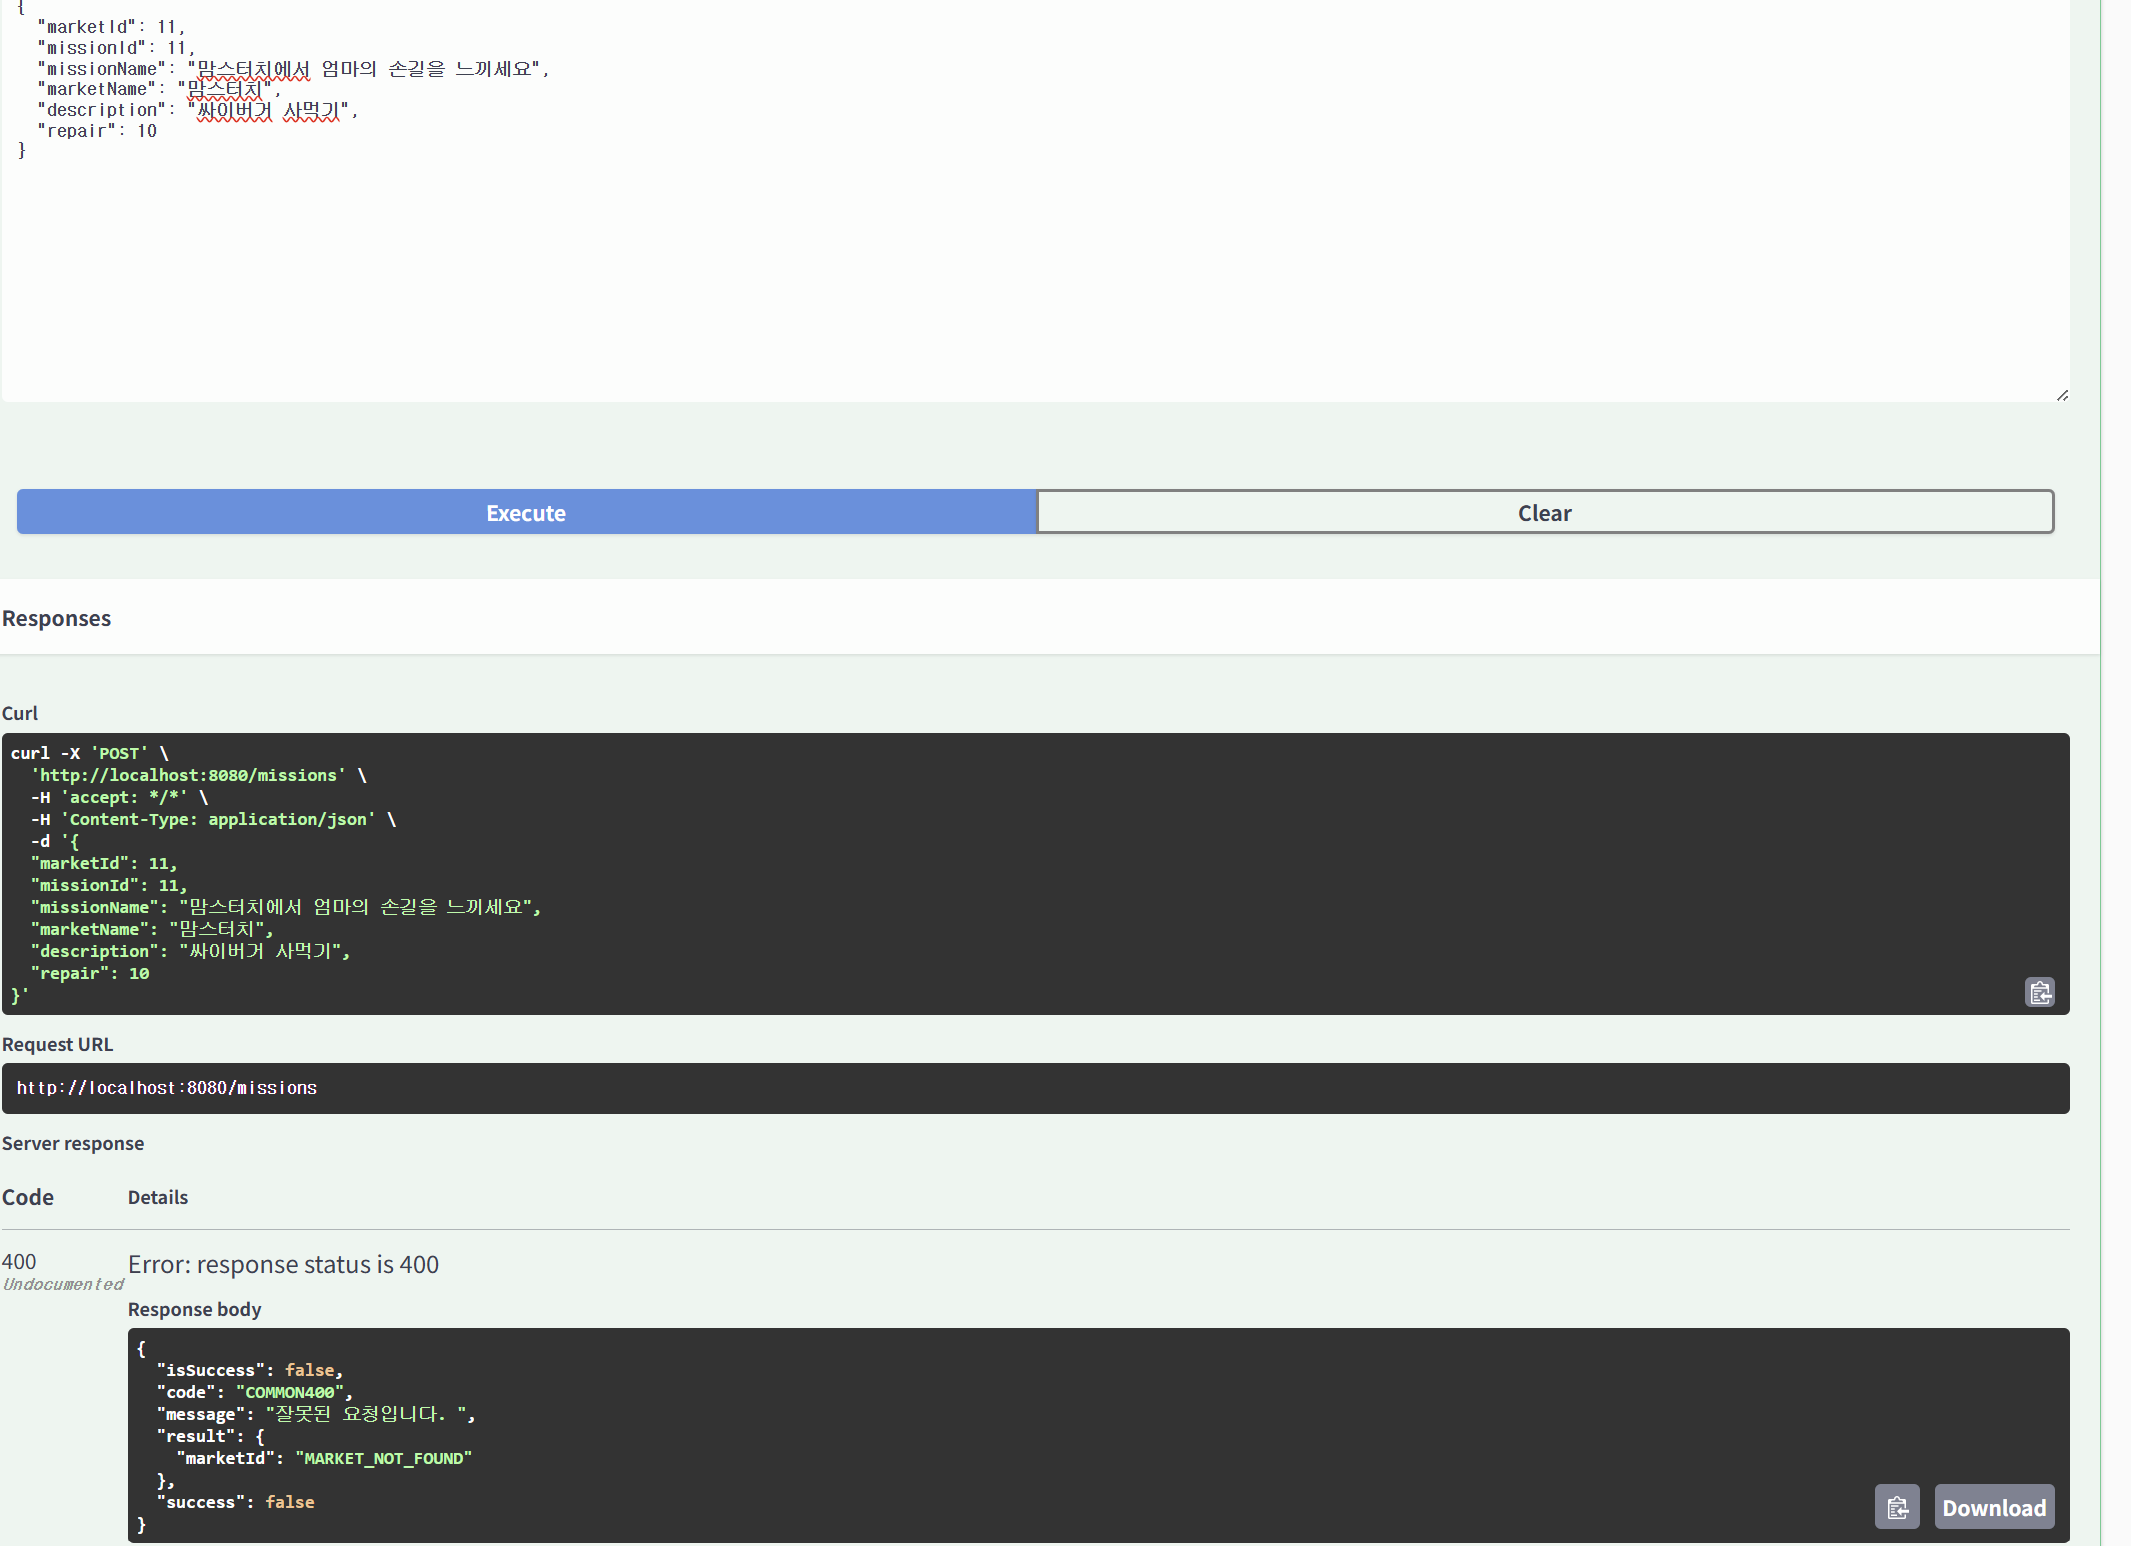 {
  "marketId": 11,
  "missionId": 11,
  "missionName": "맘스터치에서 엄마의 손길을 느끼세요",
  "marketName": "맘스터치",
  "description": "싸이버거 사먹기",
  "repair": 10
}
Execute
Clear
Responses
Curl
curl -X 'POST' \
  'http://localhost:8080/missions' \
  -H 'accept: */*' \
  -H 'Content-Type: application/json' \
  -d '{
  "marketId": 11,
  "missionId": 11,
  "missionName": "맘스터치에서 엄마의 손길을 느끼세요",
  "marketName": "맘스터치",
  "description": "싸이버거 사먹기",
  "repair": 10
}'
Request URL
http://localhost:8080/missions
Server response
Code Details
400 Error: response status is 400
Undocumented
Response body
{
  "isSuccess": false,
  "code": "COMMON400",
  "message": "잘못된 요청입니다. ",
  "result": {
    "marketId": "MARKET_NOT_FOUND"
  },
  "success": false
}
Download